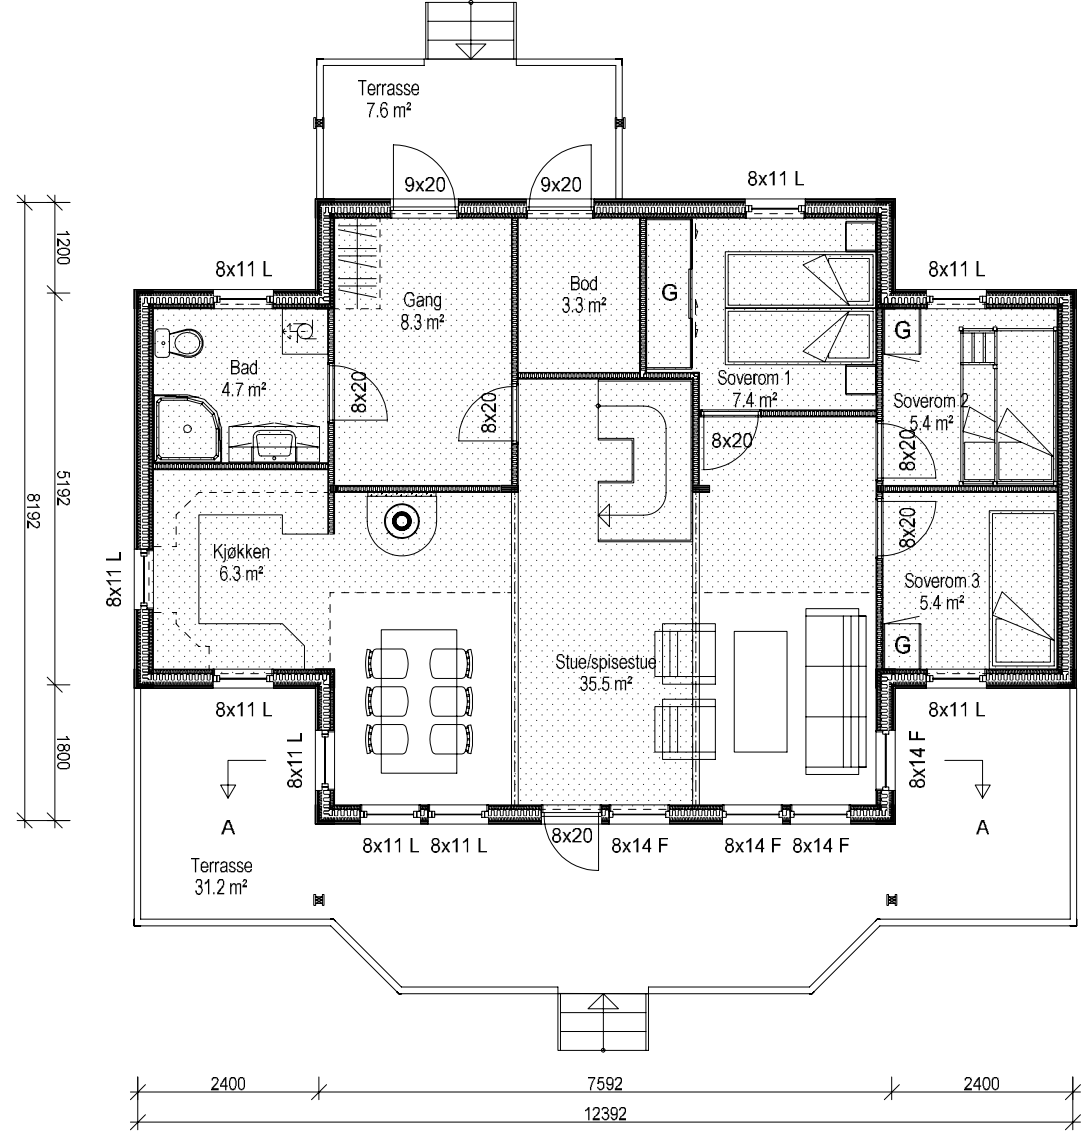 Terrasse
7.6 m²
9x20
9x20
8x11 L
1200
8x11 L
8x11 L
Gang
8.3 m²
Bod
3.3 m²
G
G
Bad
4.7 m²
8x20
8x20
Soverom 1
7.4 m²
Soverom 2
5.4 m²
8x20
8x20
5192
8192
8x20
Kjøkken
6.3 m²
8x11 L
Soverom 3
5.4 m²
G
Stue/spisestue
35.5 m²
8x11 L
8x11 L
1800
8x11 L
8x14 F
A
A
8x20
8x11 L
8x11 L
8x14 F
8x14 F
8x14 F
Terrasse
31.2 m²
2400
7592
2400
12392